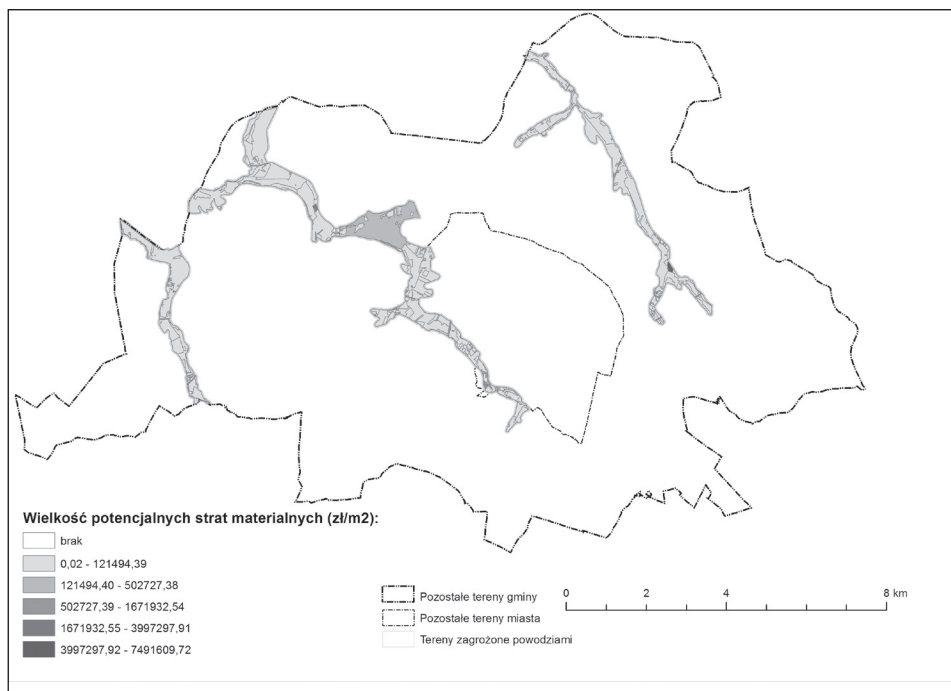 Wielkość potencjalnych strat materialnych (zł/m2):
brak
0,02 - 121494,39
121494,40 - 502727,38
502727,39 - 1671932,54
1671932,55 - 3997297,91
3997297,92 - 7491609,72
Pozostałe tereny gminy
Pozostałe tereny miasta
Tereny zagrożone powodziami
0 2 4 6 8 km